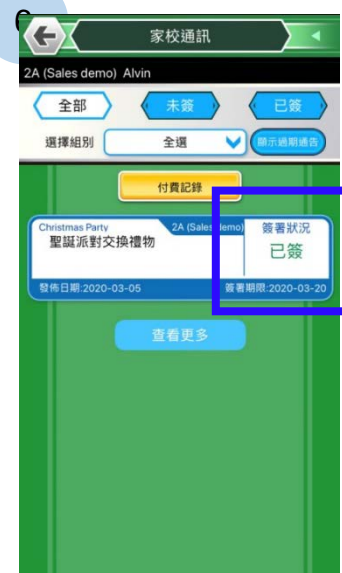 家校通訊
2A (Sales demo) Alvin
全部 未簽 已簽
選擇組別 全選 顯示過期通告
付費記錄
Christmas Party 2A (Sales demo) 簽署狀況
聖誕派對交換禮物 已簽
發佈日期:2020-03-05 簽署期限:2020-03-20
查看更多